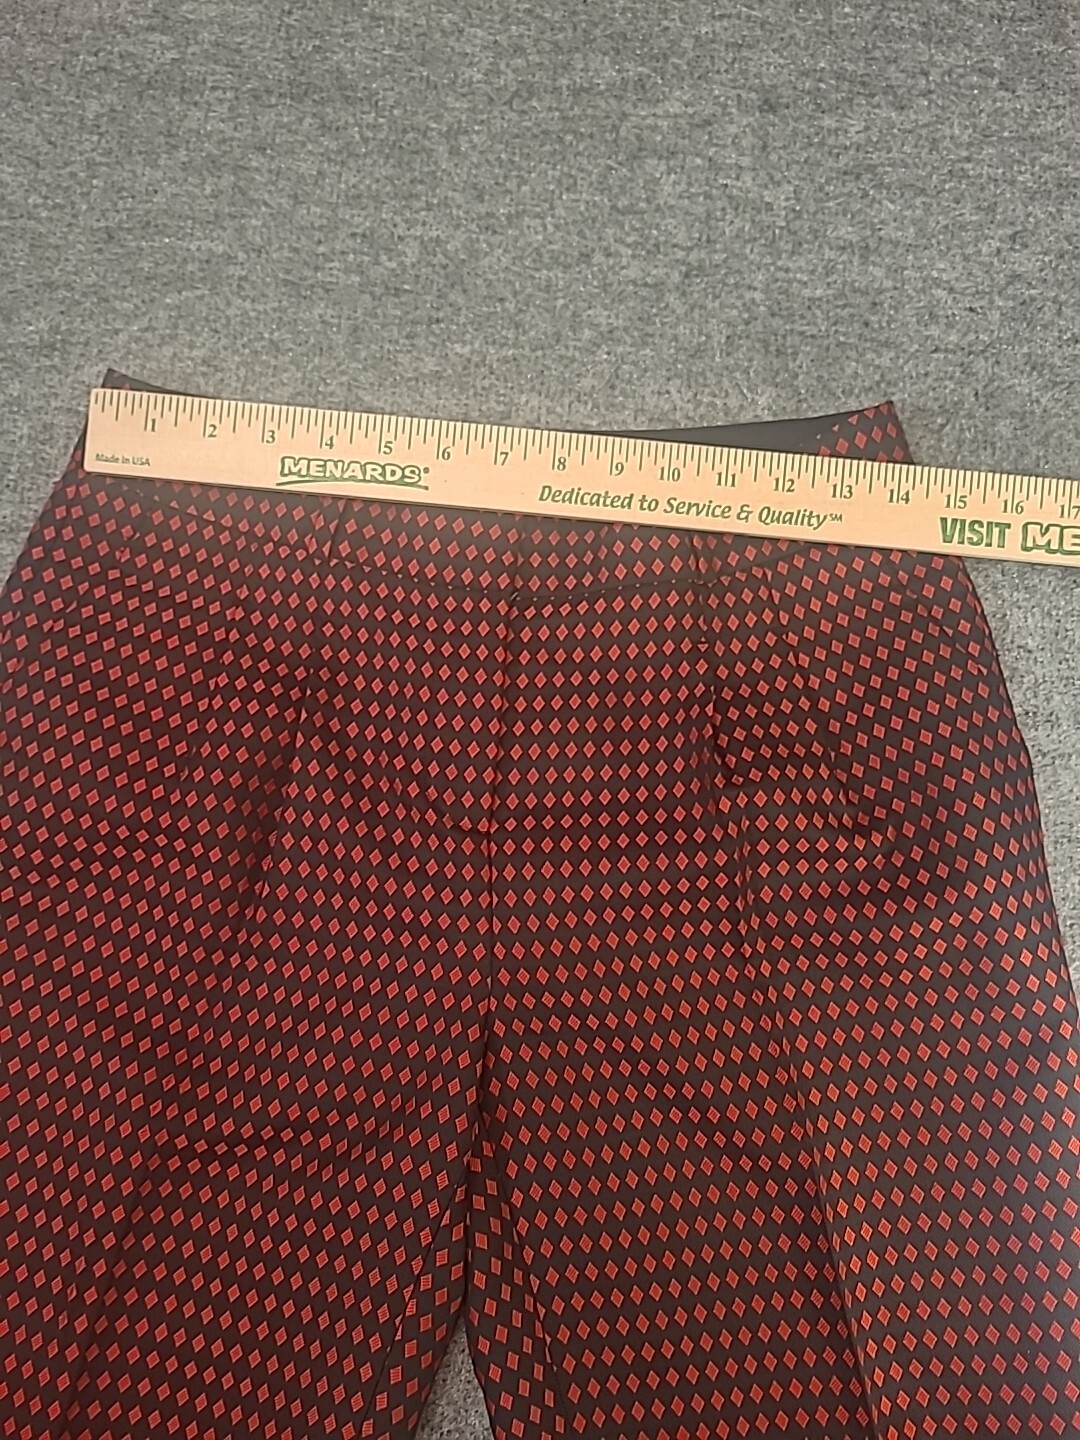 1 2 3 4 5 6 7 8 9 10 11 12 13 14 15 16 17
Made In USA
MENARDS®
Dedicated to Service & Quality℠
VISIT ME